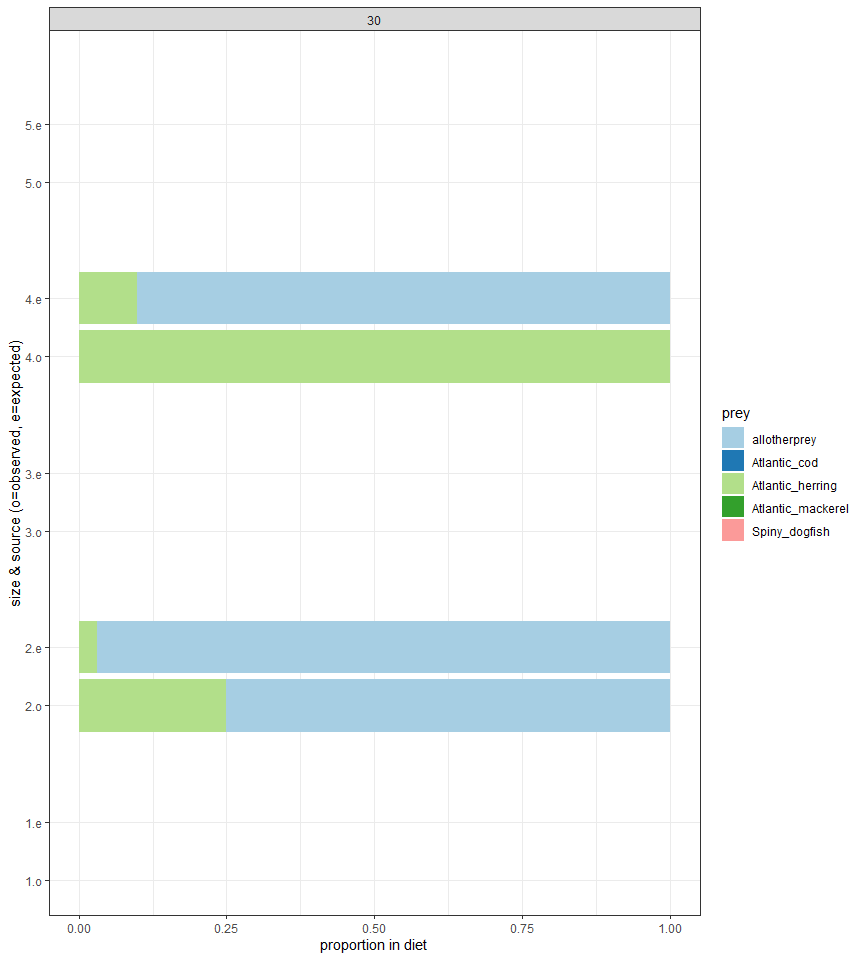 30
size & source (o=observed, e=expected)
5.e
5.o
4.e
4.o
3.e
3.o
2.e
2.o
1.e
1.o
0.00 0.25 0.50 0.75 1.00
proportion in diet
prey
allotherprey
Atlantic_cod
Atlantic_herring
Atlantic_mackerel
Spiny_dogfish